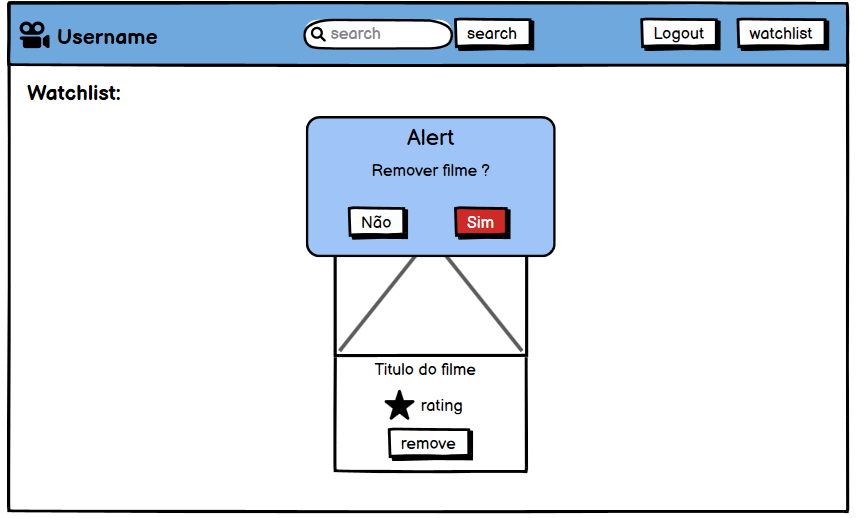 Username
search
search
Logout
watchlist
Watchlist:
Alert
Remover filme ?
Não
Sim
Titulo do filme
rating
remove